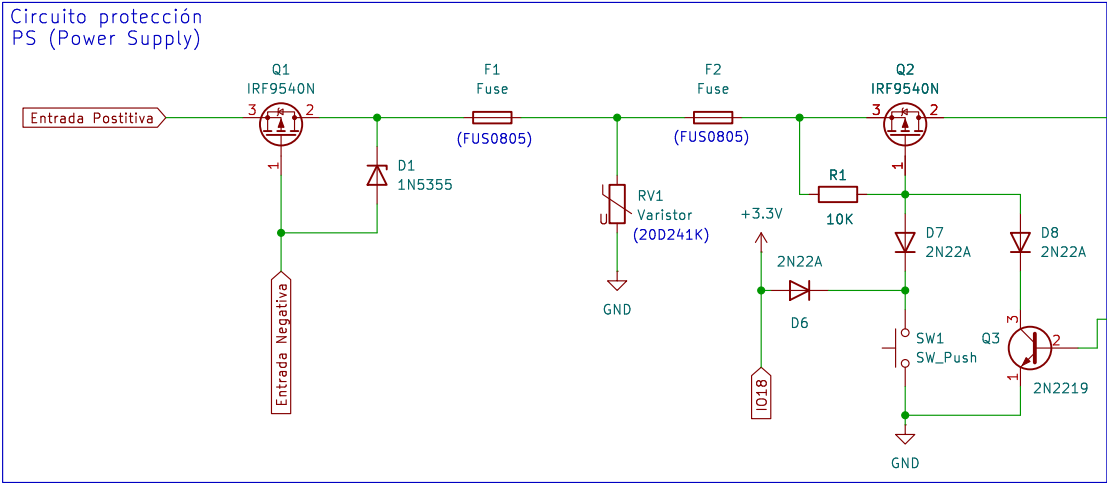 Circuito protección
PS (Power Supply)
Q1
IRF9540N
3
2
1
Entrada Postitiva
D1
1N5355
Entrada Negativa
F1
Fuse
(FUS0805)
RV1
Varistor
(20D241K)
U
GND
F2
Fuse
(FUS0805)
Q2
IRF9540N
3
2
1
R1
10K
+3.3V
2N22A
D6
IO18
D7
2N22A
D8
2N22A
SW1
SW_Push
Q3
3
2
1
2N2219
GND